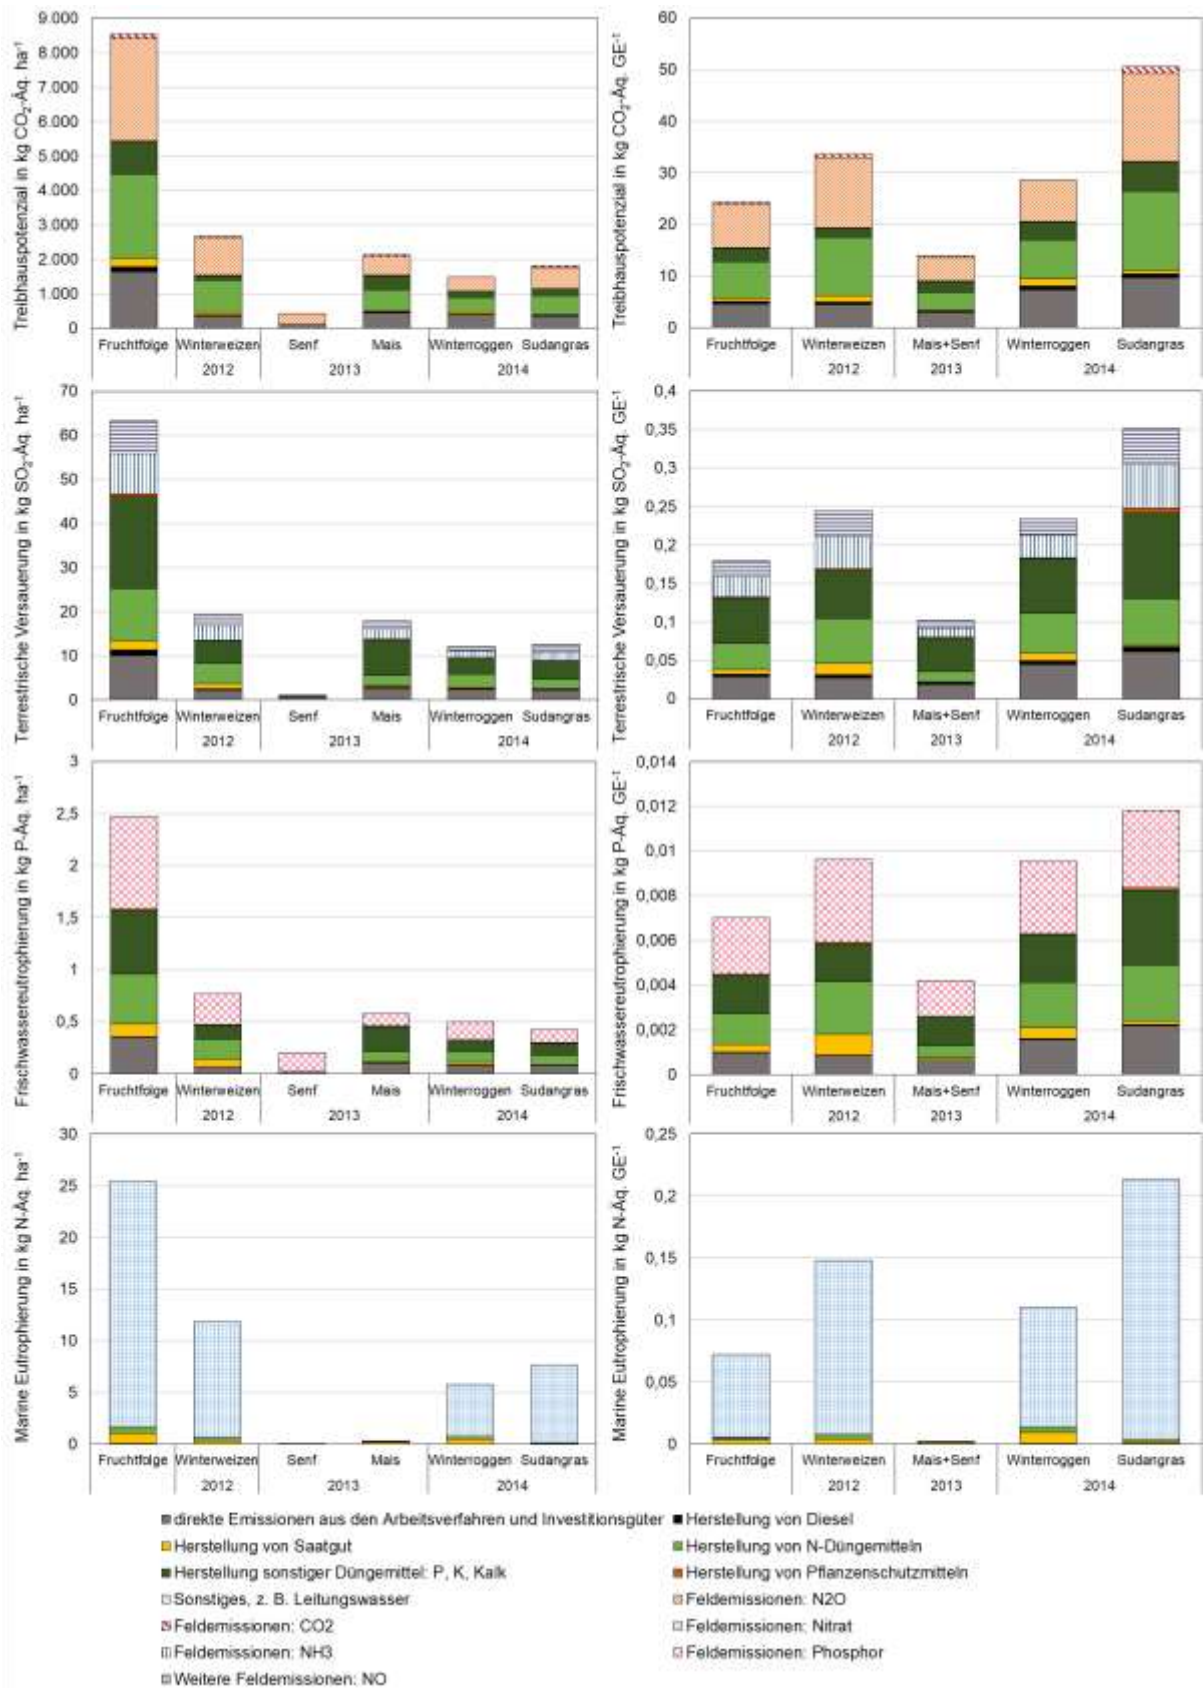 Treibhauspotenzial in kg CO₂-Äq. ha⁻¹
9.000
8.000
7.000
6.000
5.000
4.000
3.000
2.000
1.000
0
Fruchtfolge Winterweizen Senf Mais Winterroggen Sudangras
2012 2013 2014
Treibhauspotenzial in kg CO₂-Äq. GE⁻¹
60
50
40
30
20
10
0
Fruchtfolge Winterweizen Mais+Senf Winterroggen Sudangras
2012 2013 2014
Terrestrische Versauerung in kg SO₂-Äq. ha⁻¹
70
60
50
40
30
20
10
0
Fruchtfolge Winterweizen Senf Mais Winterroggen Sudangras
2012 2013 2014
Terrestrische Versauerung in kg SO₂-Äq. GE⁻¹
0,4
0,35
0,3
0,25
0,2
0,15
0,1
0,05
0
Fruchtfolge Winterweizen Mais+Senf Winterroggen Sudangras
2012 2013 2014
Frischwassereutrophierung in kg P-Äq. ha⁻¹
3
2,5
2
1,5
1
0,5
0
Fruchtfolge Winterweizen Senf Mais Winterroggen Sudangras
2012 2013 2014
Frischwassereutrophierung in kg P-Äq. GE⁻¹
0,014
0,012
0,01
0,008
0,006
0,004
0,002
0
Fruchtfolge Winterweizen Mais+Senf Winterroggen Sudangras
2012 2013 2014
Marine Eutrophierung in kg N-Äq. ha⁻¹
30
25
20
15
10
5
0
Fruchtfolge Winterweizen Senf Mais Winterroggen Sudangras
2012 2013 2014
Marine Eutrophierung in kg N-Äq. GE⁻¹
0,25
0,2
0,15
0,1
0,05
0
Fruchtfolge Winterweizen Mais+Senf Winterroggen Sudangras
2012 2013 2014
direkte Emissionen aus den Arbeitsverfahren und Investitionsgüter Herstellung von Diesel
Herstellung von Saatgut Herstellung von N-Düngemitteln
Herstellung sonstiger Düngemittel: P, K, Kalk Herstellung von Pflanzenschutzmitteln
Sonstiges, z. B. Leitungswasser Feldemissionen: N2O
Feldemissionen: CO2 Feldemissionen: Nitrat
Feldemissionen: NH3 Feldemissionen: Phosphor
Weitere Feldemissionen: NO